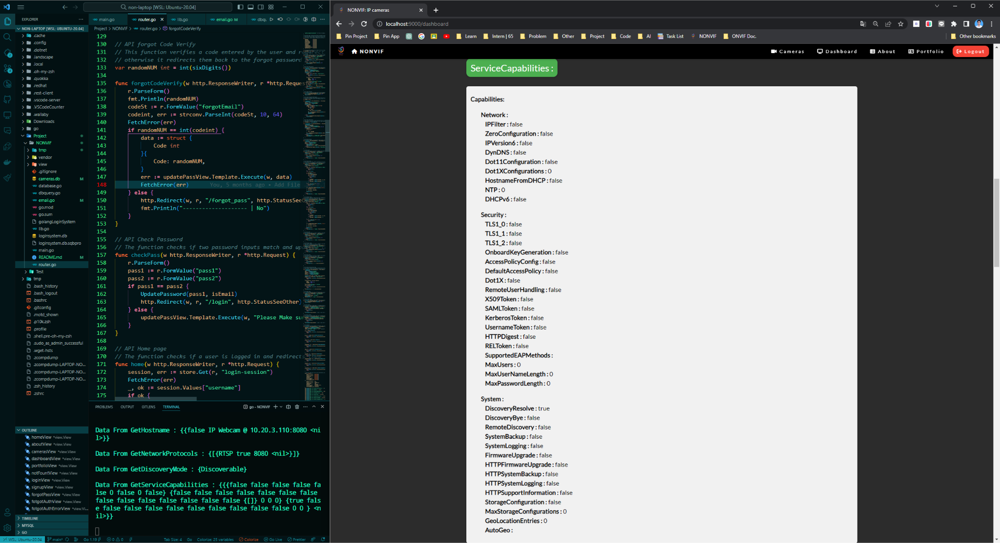 non-laptop [WSL: Ubuntu-20.04]
EXPLORER
NON-LAPTOP [WSL: UBUNTU-20.04]
.cache
.config
.dotnet
.landscape
.local
.oh-my-zsh
.quokka
.redhat
.rest-client
.vscode-server
.VSCodeCounter
.wallaby
Downloads
go
Project
NONVIF
tmp
vendor
view
.gitignore
cameras.db M
database.go
dbquery.go
email.go M
go.mod
go.sum
golangLoginSystem
lib.go
loginsystem.db
loginsystem.db.sqbpro
main.go
README.md M
router.go
Test
tmp
.bash_history
.bash_logout
.bashrc
.gitconfig
.motd_shown
.p10k.zsh
.profile
.shell.pre-oh-my-zsh
.sudo_as_admin_successful
.wget-hsts
.zcompdump
.zcompdump-LAPTOP-NO...
.zcompdump-LAPTOP-NO...
.zcompdump-LAPTOP-NO...
.zsh_history
.zshrc
OUTLINE
homeView *view.View
aboutView *view.View
camerasView *view.View
dashboardView *view.View
portfolioView *view.View
notFountView *view.View
loginView *view.View
signupView *view.View
forgotPassView *view.View
fotgotAuthView *view.View
fotgotAuthErrorView *view.Vi...
TIMELINE
MYSQL
GO
main.go router.go lib.go email.go M dbqu
Project > NONVIF > router.go > forgotCodeVerify
129
130 // API forgot Code Verify
131 // This function verifies a code entered by the user and redirect
132 // otherwise it redirects them back to the forgot password
133 var randomNUM int = int(sixDigits())
134
135 func forgotCodeVerify(w http.ResponseWriter, r *http.Reques
136 r.ParseForm()
137 fmt.Println(randomNUM)
138 codeSt := r.FormValue("forgotEmail")
139 codeint, err := strconv.ParseInt(codeSt, 10, 64)
140 FetchError(err)
141 if randomNUM == int(codeint) {
142 data := struct {
143 Code int
144 }{
145 Code: randomNUM,
146 }
147 err := updatePassView.Template.Execute(w, data)
148 FetchError(err) You, 5 months ago • Add File
149 } else {
150 http.Redirect(w, r, "/forgot_pass", http.StatusSeeO
151 fmt.Println("-------------------- | No")
152 }
153 }
154
155 // API Check Password
156 // The function checks if two password inputs match and up
157 func checkPass(w http.ResponseWriter, r *http.Request) {
158 r.ParseForm()
159 pass1 := r.FormValue("pass1")
160 pass2 := r.FormValue("pass2")
161 if pass1 == pass2 {
162 UpdatePassword(pass1, isEmail)
163 http.Redirect(w, r, "/login", http.StatusSeeOther)
164 } else {
165 updatePassView.Template.Execute(w, "Please Make su
166 }
167 }
168
169 // API Home page
170 // The function checks if a user is logged in and redirects
171 func home(w http.ResponseWriter, r *http.Request) {
172 session, err := store.Get(r, "login-session")
173 FetchError(err)
174 _, ok := session.Values["username"]
175 if ok {
PROBLEMS OUTPUT GITLENS TERMINAL go - NONVIF
Data From GetHostname : {{false IP Webcam @ 10.20.3.110:8080 <ni
l>}}
Data From GetNetworkProtocols : {[{RTSP true 8080 <nil>}]}
Data From GetDiscoveryMode : {Discoverable}
Data From GetServiceCapabilities : {{{false false false false fa
lse 0 false 0 false} {false false false false false false false
false false false false false false false {[]} 0 0 0} {true fals
e false false false false false false false false false 0 0 } <n
il>}}
WSL: Ubuntu-20.04 main* Go 1.19 0 0 0 Tab Size: 4 Go Colorize: 25 variables Colorize Go Live Prettier
NONVIF: IP cameras
localhost:9000/dashboard
Pin Project Pin App Learn Intern | 65 Problem Other Project Code AI Task List NONVIF ONVIF Doc. Other bookmarks
NONVIF Cameras Dashboard About Portfolio Logout
ServiceCapabilities :
Capabilities:
Network :
IPFilter : false
ZeroConfiguration : false
IPVersion6 : false
DynDNS : false
Dot11Configuration : false
Dot1XConfigurations : 0
HostnameFromDHCP : false
NTP : 0
DHCPv6 : false
Security :
TLS1_0 : false
TLS1_1 : false
TLS1_2 : false
OnboardKeyGeneration : false
AccessPolicyConfig : false
DefaultAccessPolicy : false
Dot1X : false
RemoteUserHandling : false
X509Token : false
SAMLToken : false
KerberosToken : false
UsernameToken : false
HTTPDigest : false
RELToken : false
SupportedEAPMethods :
MaxUsers : 0
MaxUserNameLength : 0
MaxPasswordLength : 0
System :
DiscoveryResolve : true
DiscoveryBye : false
RemoteDiscovery : false
SystemBackup : false
SystemLogging : false
FirmwareUpgrade : false
HTTPFirmwareUpgrade : false
HTTPSystemBackup : false
HTTPSystemLogging : false
HTTPSupportInformation : false
StorageConfiguration : false
MaxStorageConfigurations : 0
GeoLocationEntries : 0
AutoGeo :